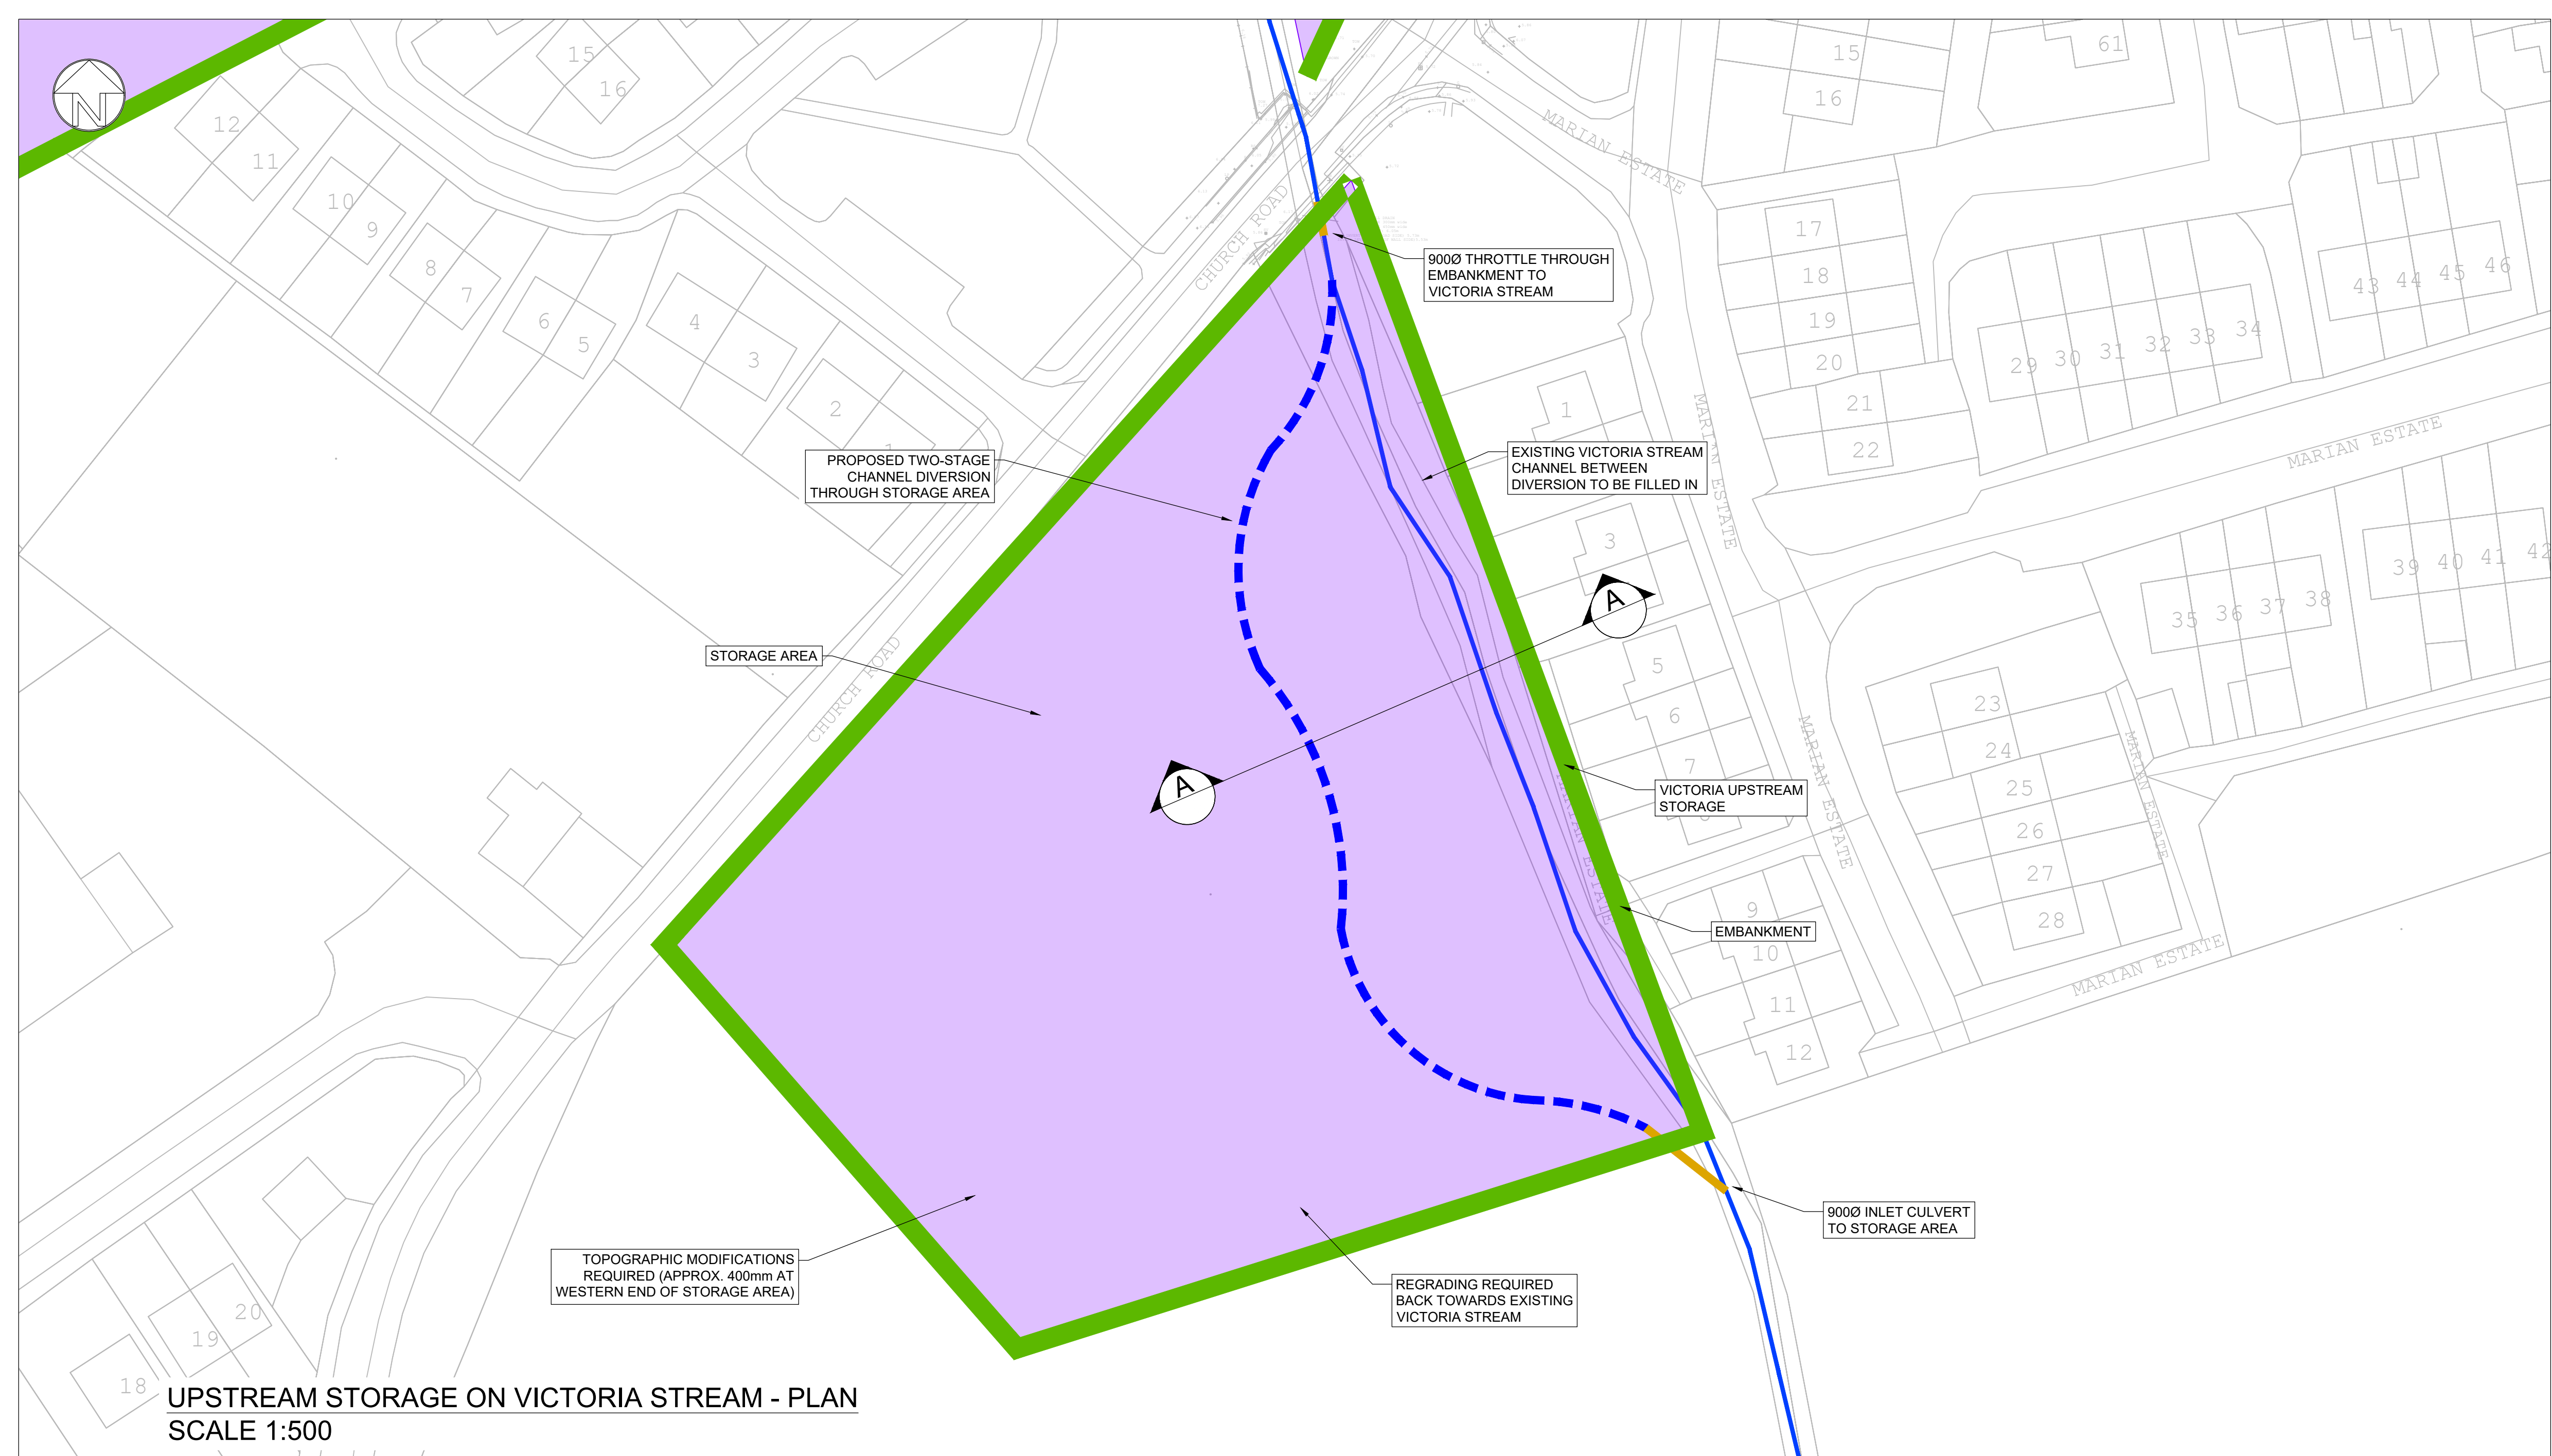 N
15
16
12
11
10
9
8
7
6
5
4
3
2
1
CHURCH ROAD
MARIAN ESTATE
15
16
61
17
18
19
20
21
22
29 30 31 32 33 34
43 44 45 46
MARIAN ESTATE
900Ø THROTTLE THROUGH
EMBANKMENT TO
VICTORIA STREAM
1
MARIAN ESTATE
PROPOSED TWO-STAGE
CHANNEL DIVERSION
THROUGH STORAGE AREA
EXISTING VICTORIA STREAM
CHANNEL BETWEEN
DIVERSION TO BE FILLED IN
3
A
35 36 37 38
39 40 41 42
STORAGE AREA
CHURCH ROAD
5
6
7
A
VICTORIA UPSTREAM
STORAGE
MARIAN ESTATE
MARIAN ESTATE
23
24
25
26
27
28
MARIAN ESTATE
MARIAN ESTATE
EMBANKMENT
9
10
11
12
900Ø INLET CULVERT
TO STORAGE AREA
TOPOGRAPHIC MODIFICATIONS
REQUIRED (APPROX. 400mm AT
WESTERN END OF STORAGE AREA)
REGRADING REQUIRED
BACK TOWARDS EXISTING
VICTORIA STREAM
20
19
18
UPSTREAM STORAGE ON VICTORIA STREAM - PLAN
SCALE 1:500